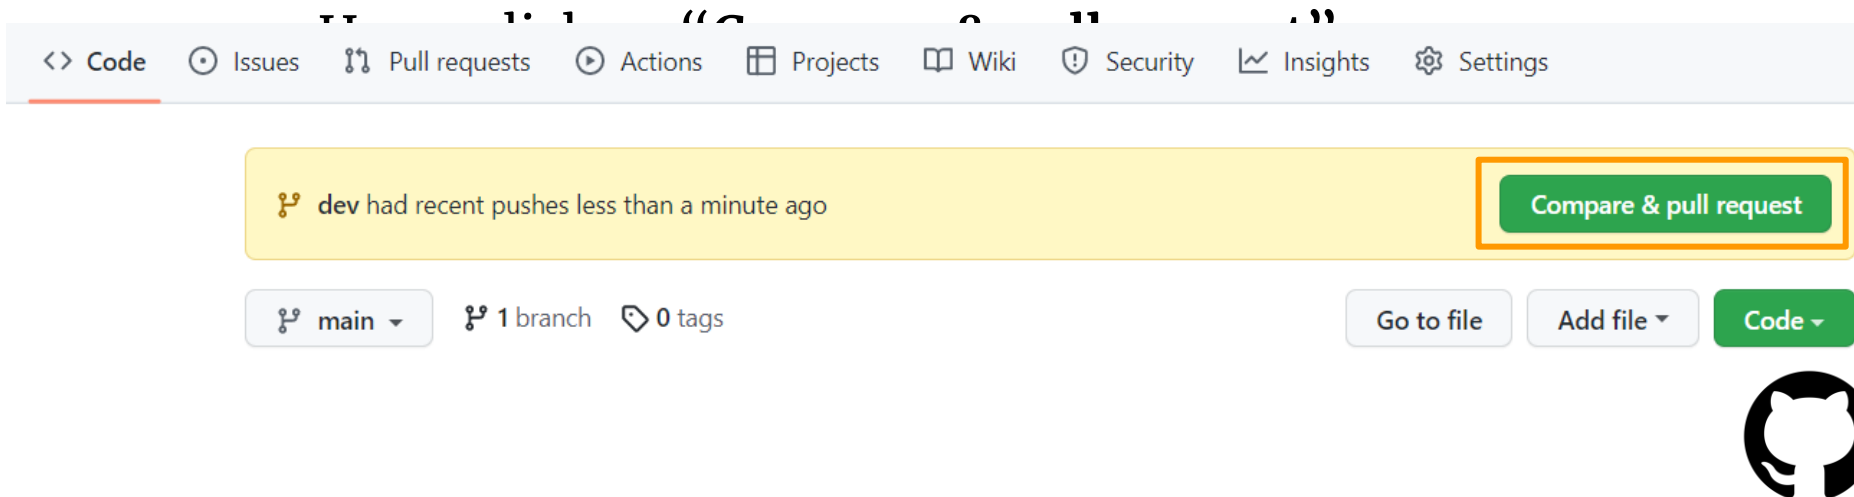 Code Issues Pull requests Actions Projects Wiki Security Insights Settings
dev had recent pushes less than a minute ago Compare & pull request
main 1 branch 0 tags Go to file Add file Code